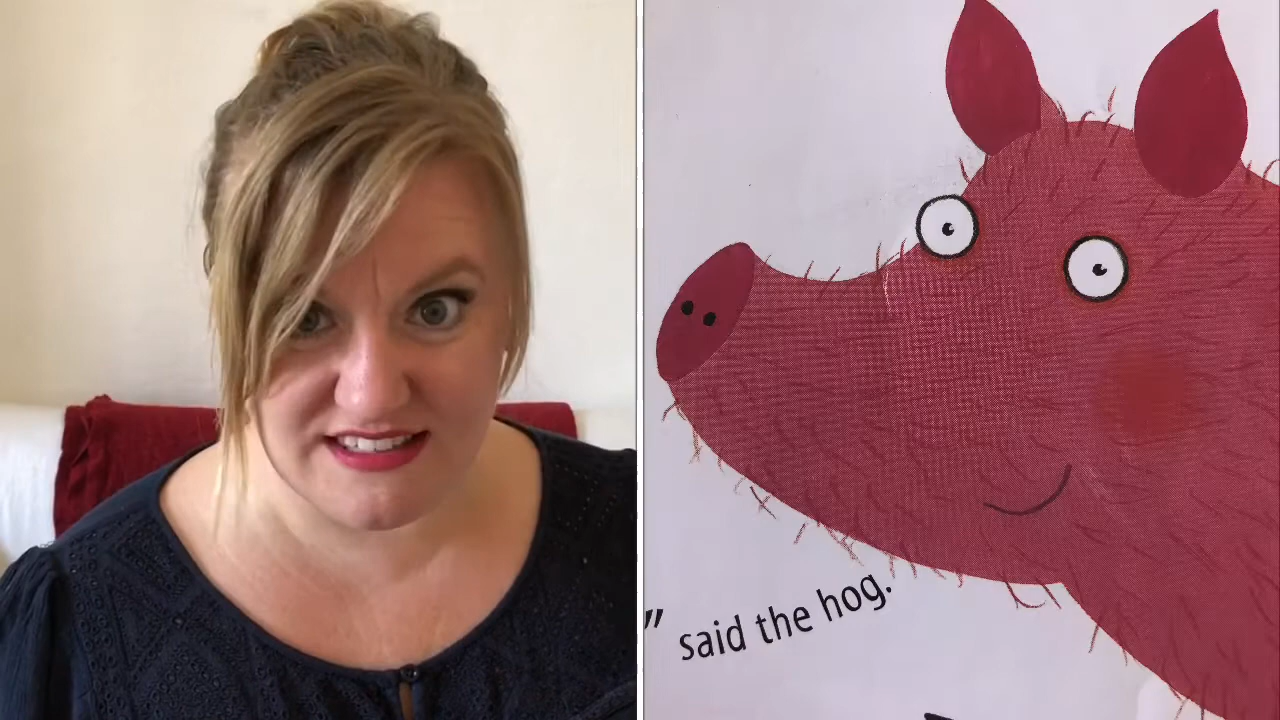 ” said the hog.